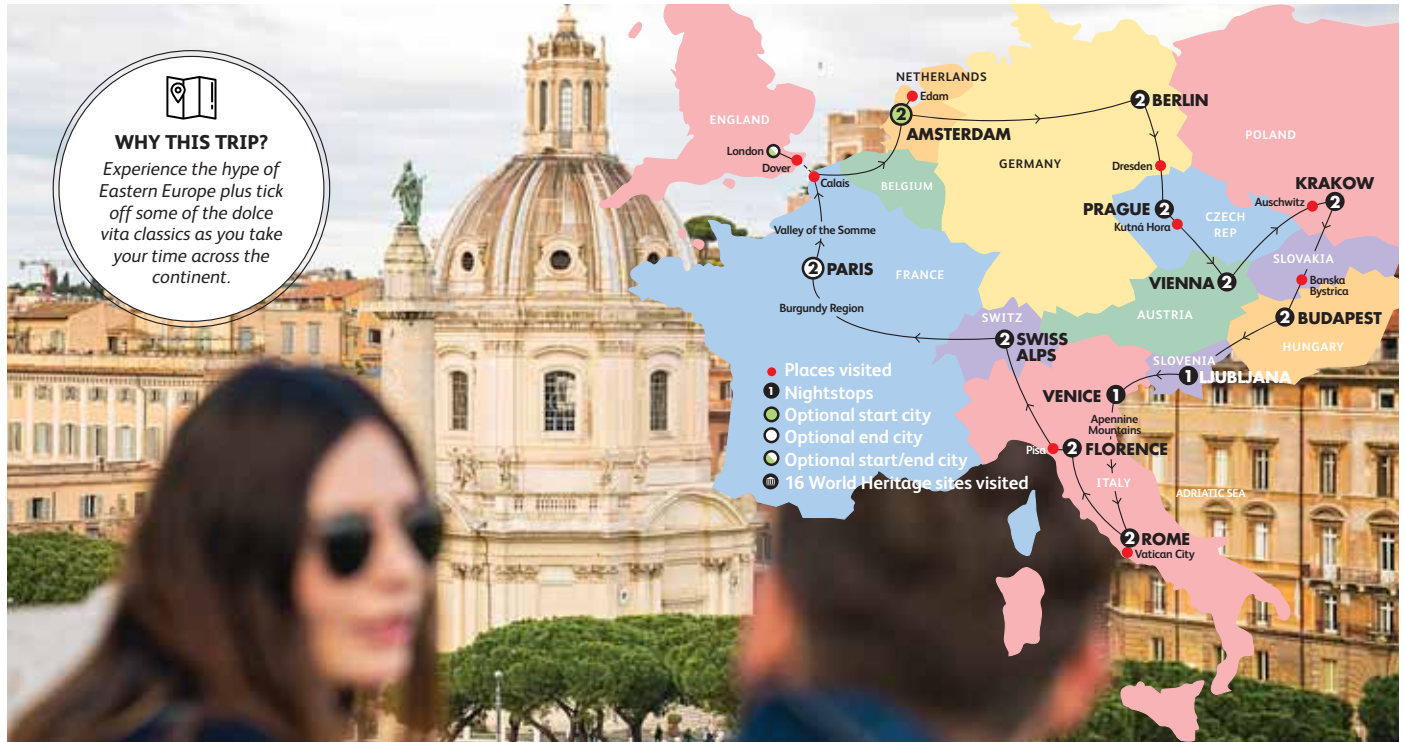 WHY THIS TRIP?
Experience the hype of
Eastern Europe plus tick
off some of the dolce
vita classics as you take
your time across the
continent.
NETHERLANDS
Edam
2 BERLIN
2
AMSTERDAM
ENGLAND
POLAND
London
Dover
GERMANY
Dresden
Calais
BELGIUM
KRAKOW
2
Auschwitz
PRAGUE 2
CZECH
REP
Kutná Hora
Valley of the Somme
SLOVAKIA
2 PARIS
FRANCE
VIENNA 2
Banska
Bystrica
Burgundy Region
AUSTRIA
2 BUDAPEST
SWITZ
2 SWISS
ALPS
HUNGARY
SLOVENIA
1 LJUBLJANA
VENICE 1
Apennine
Mountains
Pisa
2 FLORENCE
ITALY
ADRIATIC SEA
2 ROME
Vatican City
Places visited
1 Nightstops
Optional start city
Optional end city
Optional start/end city
16 World Heritage sites visited